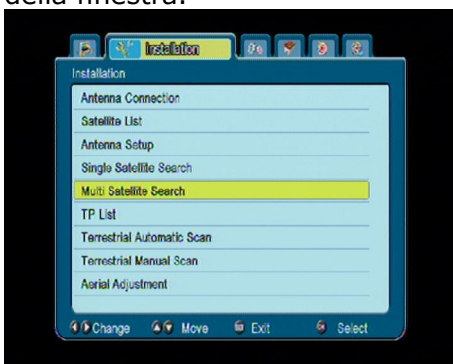 della finestra.
Installation
Installation
Antenna Connection
Satellite List
Antenna Setup
Single Satellite Search
Multi Satellite Search
TP List
Terrestrial Automatic Scan
Terrestrial Manual Scan
Aerial Adjustment
Change Move Exit Select